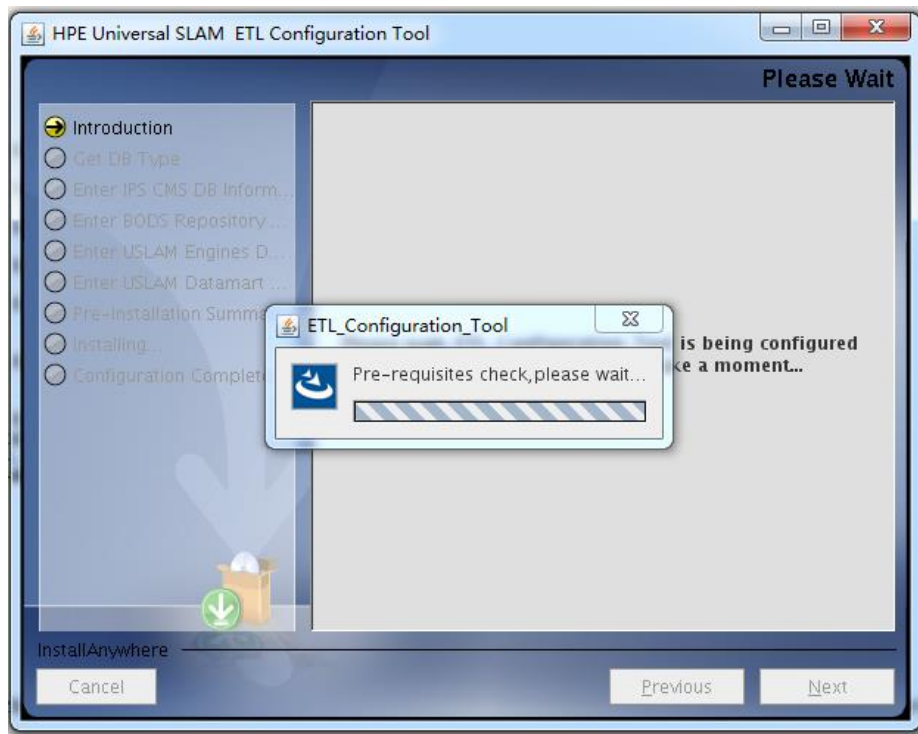 HPE Universal SLAM ETL Configuration Tool
Please Wait
Introduction
Get DB Type
Enter IPS CMS DB Inform...
Enter BODS Repository...
Enter USLAM Engines D...
Enter USLAM Datamart ...
Pre-Installation Summa
Installing...
Configuration Complete
ETL_Configuration_Tool
Pre-requisites check,please wait...
is being configured
ke a moment...
InstallAnywhere
Cancel
Previous
Next